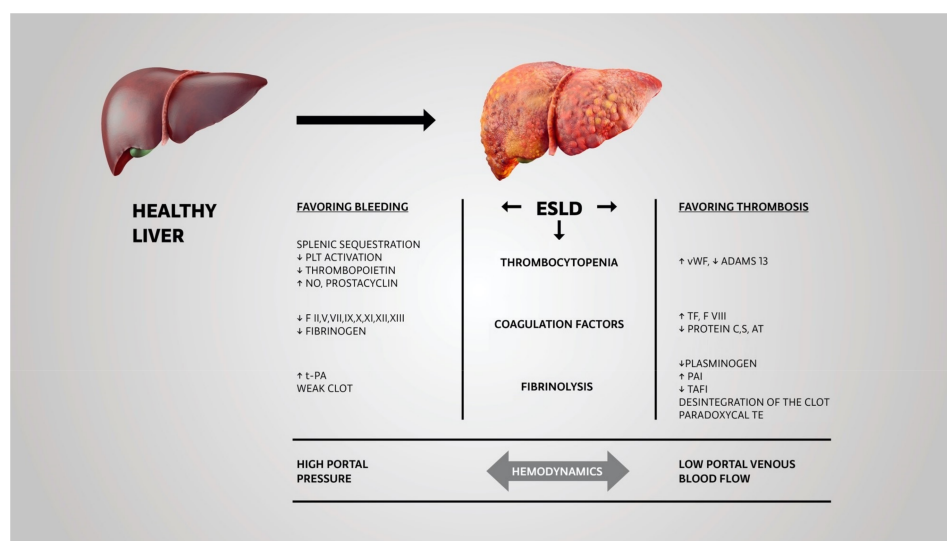 HEALTHY
LIVER
FAVORING BLEEDING
← ESLD →
↓
FAVORING THROMBOSIS
SPLENIC SEQUESTRATION
↓ PLT ACTIVATION
↓ THROMBOPOIETIN
↑ NO, PROSTACYCLIN
THROMBOCYTOPENIA
↑ vWF, ↓ ADAMS 13
↓ F II,V,VII,IX,X,XI,XII,XIII
↓ FIBRINOGEN
COAGULATION FACTORS
↑ TF, F VIII
↓ PROTEIN C,S, AT
↑ t-PA
WEAK CLOT
FIBRINOLYSIS
↓PLASMINOGEN
↑ PAI
↓ TAFI
DESINTEGRATION OF THE CLOT
PARADOXYCAL TE
HIGH PORTAL
PRESSURE
HEMODYNAMICS
LOW PORTAL VENOUS
BLOOD FLOW